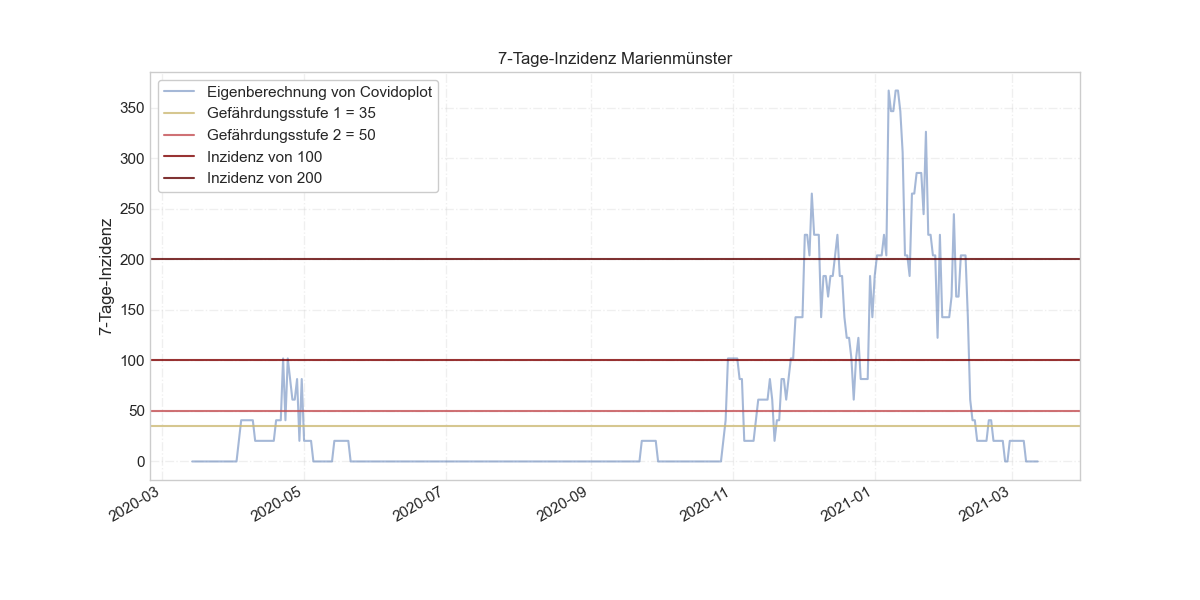 7-Tage-Inzidenz Marienmünster
Eigenberechnung von Covidoplot
Gefährdungsstufe 1 = 35
Gefährdungsstufe 2 = 50
Inzidenz von 100
Inzidenz von 200
7-Tage-Inzidenz
350
300
250
200
150
100
50
0
2020-03
2020-05
2020-07
2020-09
2020-11
2021-01
2021-03